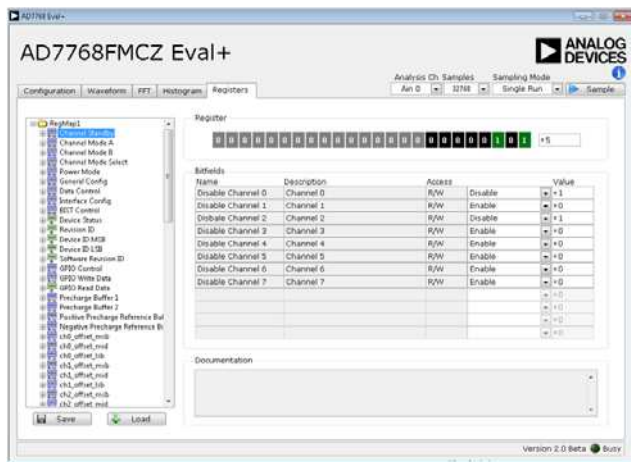 AD7768 Eval+
AD7768FMCZ Eval+
ANALOG DEVICES
Configuration Waveform FFT Histogram Registers
Analysis Ch Samples Sampling Mode
Ain 0 32768 Single Run Sample
RegMap1
Channel Standby
Channel Mode A
Channel Mode B
Channel Mode Select
Power Mode
General Config
Data Control
Interface Config
BIST Control
Device Status
Revision ID
Device ID MSB
Device ID LSB
Software Revision ID
GPIO Control
GPIO Write Data
GPIO Read Data
Precharge Buffer 1
Precharge Buffer 2
Positive Precharge Reference Buf
Negative Precharge Reference B
ch0_offset_msb
ch0_offset_mid
ch0_offset_lsb
ch1_offset_msb
ch1_offset_mid
ch1_offset_lsb
ch2_offset_msb
ch2_offset_mid
Save Load
Register
0 0 0 0 0 0 0 0 0 0 0 0 0 0 0 0 0 0 0 0 0 1 0 1 +5
Bitfields
Name Description Access Value
Disable Channel 0 Channel 0 R/W Disable +1
Disable Channel 1 Channel 1 R/W Enable +0
Disbale Channel 2 Channel 2 R/W Disable +1
Disable Channel 3 Channel 3 R/W Enable +0
Disable Channel 4 Channel 4 R/W Enable +0
Disable Channel 5 Channel 5 R/W Enable +0
Disable Channel 6 Channel 6 R/W Enable +0
Disable Channel 7 Channel 7 R/W Enable +0
+0
+0
+0
+0
Documentation
Version 2.0 Beta Busy